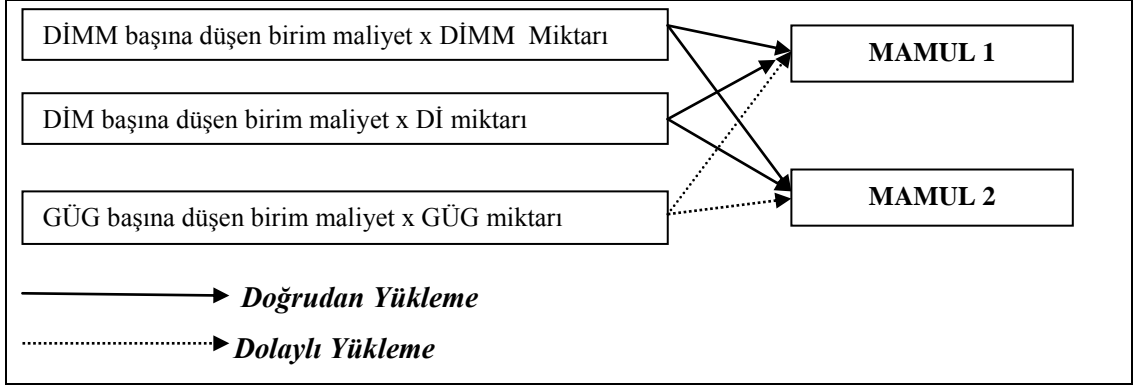 DİMM başına düşen birim maliyet x DİMM Miktarı
MAMUL 1
DİM başına düşen birim maliyet x Dİ miktarı
MAMUL 2
GÜG başına düşen birim maliyet x GÜG miktarı
Doğrudan Yükleme
Dolaylı Yükleme